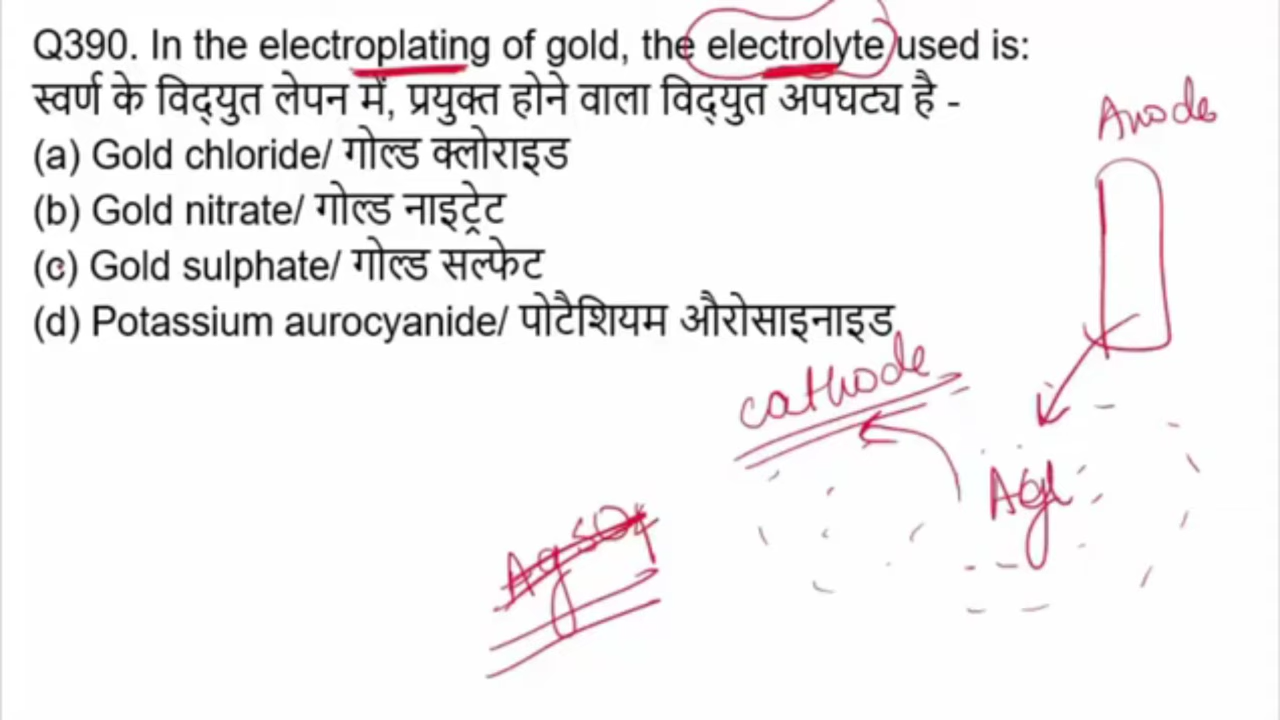 Q390. In the electroplating of gold, the electrolyte used is:
स्वर्ण के विद्युत लेपन में, प्रयुक्त होने वाला विद्युत अपघट्य है -
(a) Gold chloride/ गोल्ड क्लोराइड
(b) Gold nitrate/ गोल्ड नाइट्रेट
(c) Gold sulphate/ गोल्ड सल्फेट
(d) Potassium aurocyanide/ पोटैशियम औरोसाइनाइड
Anode
cathode
AgSO4